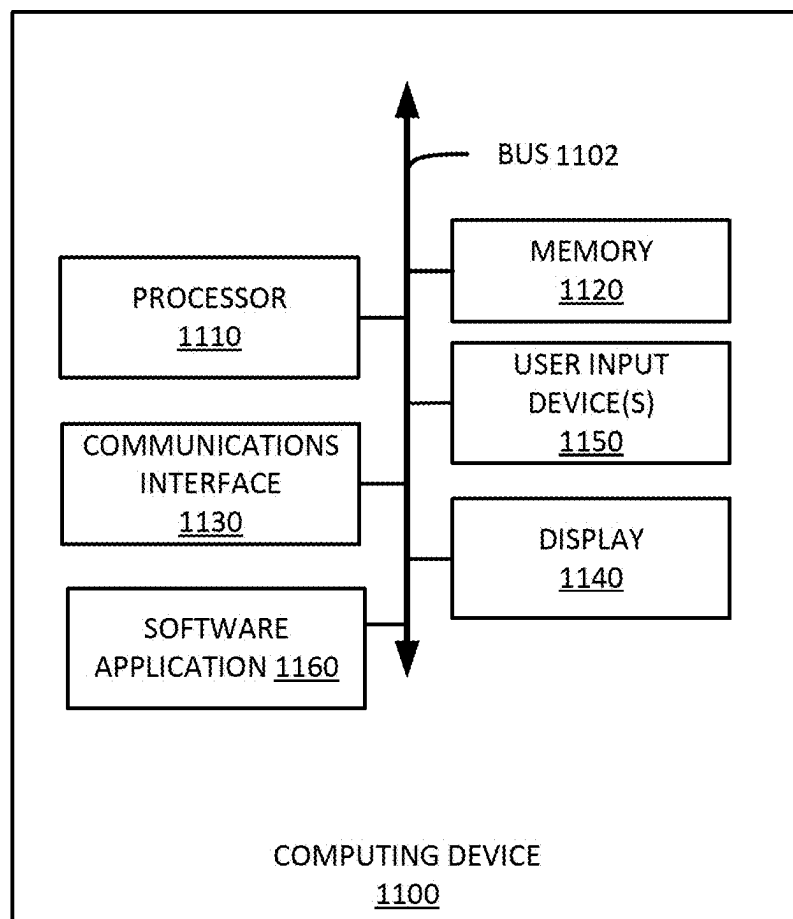 BUS 1102
PROCESSOR
1110
MEMORY
1120
USER INPUT
DEVICE(S)
1150
COMMUNICATIONS
INTERFACE
1130
DISPLAY
1140
SOFTWARE
APPLICATION 1160
COMPUTING DEVICE
1100